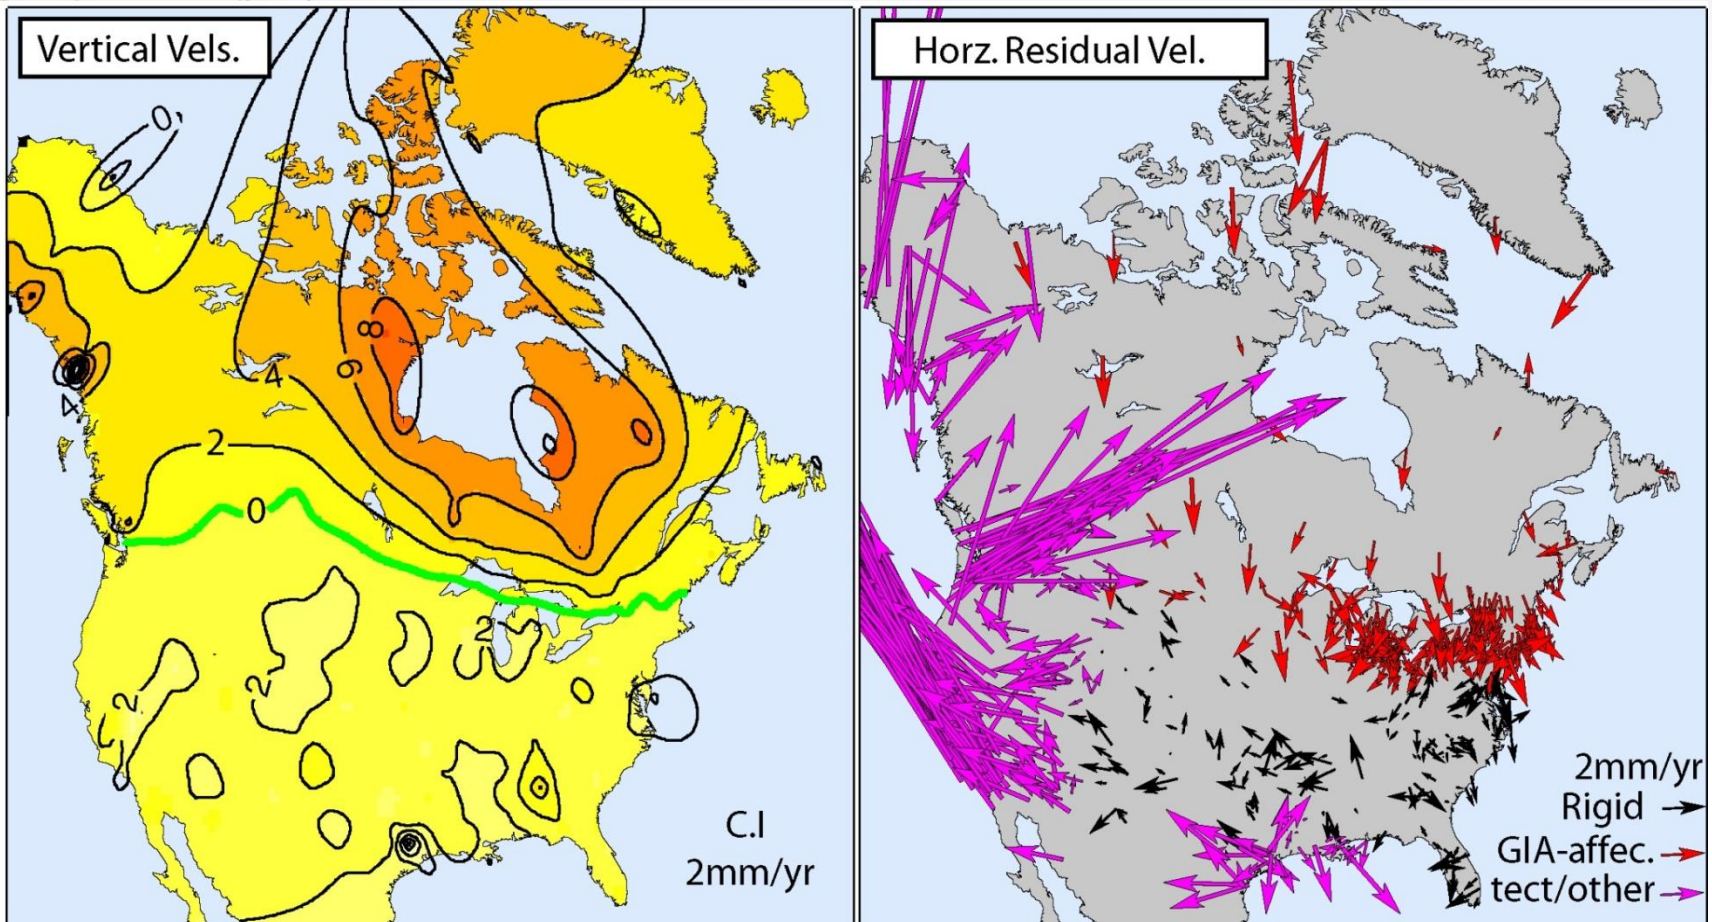 Vertical Vels.
0
8
6
4
4
2
0
2
2
2
C.I
2mm/yr
Horz. Residual Vel.
2mm/yr
Rigid
GIA-affec.
tect/other